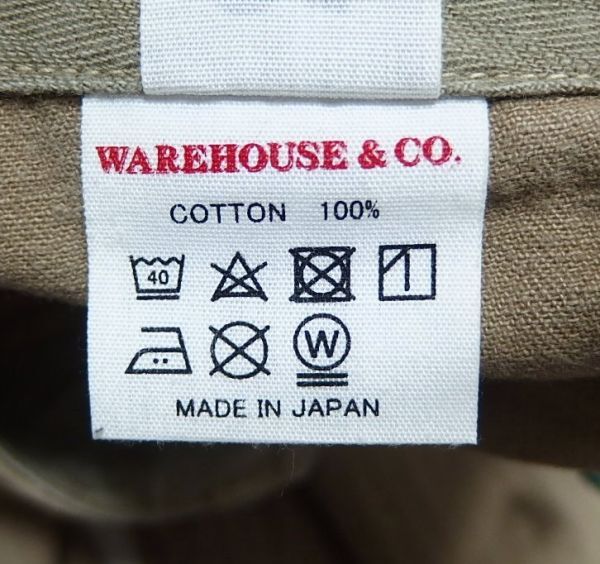 WAREHOUSE & CO.
COTTON 100%
40
W
MADE IN JAPAN